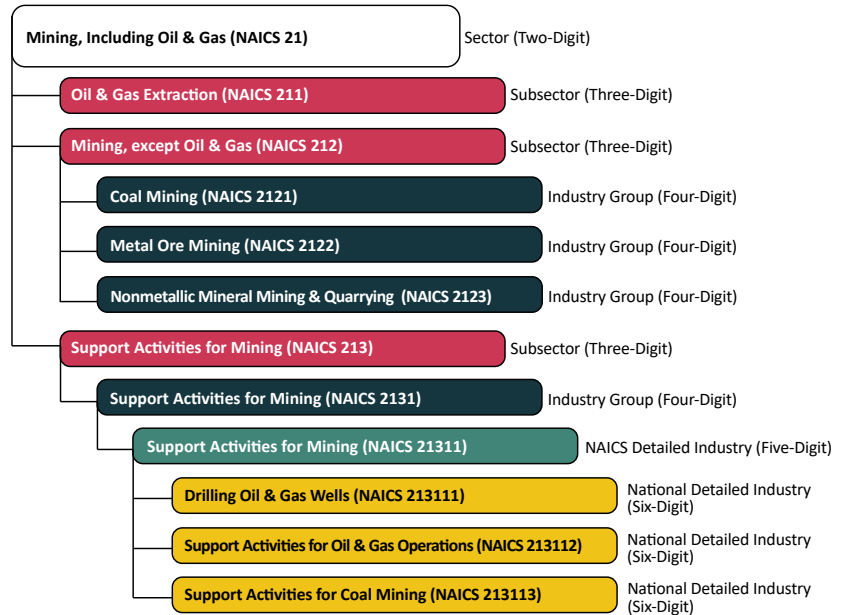 Mining, Including Oil & Gas (NAICS 21)
Sector (Two-Digit)
Oil & Gas Extraction (NAICS 211)
Subsector (Three-Digit)
Mining, except Oil & Gas (NAICS 212)
Subsector (Three-Digit)
Coal Mining (NAICS 2121)
Industry Group (Four-Digit)
Metal Ore Mining (NAICS 2122)
Industry Group (Four-Digit)
Nonmetallic Mineral Mining & Quarrying (NAICS 2123)
Industry Group (Four-Digit)
Support Activities for Mining (NAICS 213)
Subsector (Three-Digit)
Support Activities for Mining (NAICS 2131)
Industry Group (Four-Digit)
Support Activities for Mining (NAICS 21311)
NAICS Detailed Industry (Five-Digit)
Drilling Oil & Gas Wells (NAICS 213111)
National Detailed Industry
(Six-Digit)
Support Activities for Oil & Gas Operations (NAICS 213112)
National Detailed Industry
(Six-Digit)
Support Activities for Coal Mining (NAICS 213113)
National Detailed Industry
(Six-Digit)